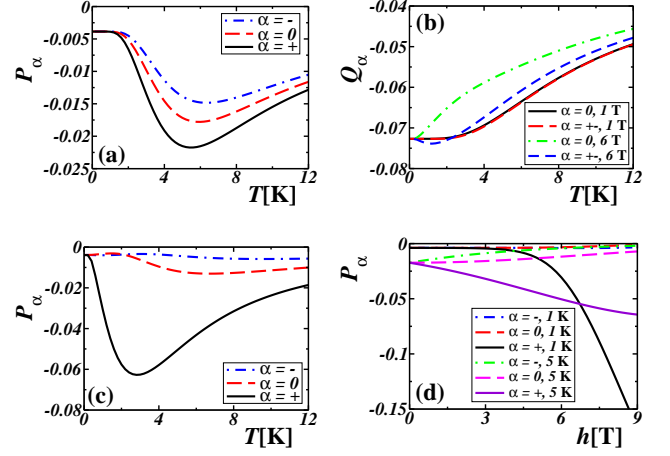 0
-0.005
-0.01
-0.015
-0.02
-0.025
P_α
α = -
α = 0
α = +
(a)
0 4 8 12
T[K]
-0.04
-0.05
-0.06
-0.07
-0.08
Q_α
(b)
α = 0, 1 T
α = +-, 1 T
α = 0, 6 T
α = +-, 6 T
0 4 8 12
T[K]
0
-0.02
-0.04
-0.06
-0.08
P_α
(c)
α = -
α = 0
α = +
0 4 8 12
T[K]
0
-0.05
-0.1
-0.15
P_α
α = -, 1 K
α = 0, 1 K
α = +, 1 K
α = -, 5 K
α = 0, 5 K
α = +, 5 K
(d)
0 3 6 9
h[T]